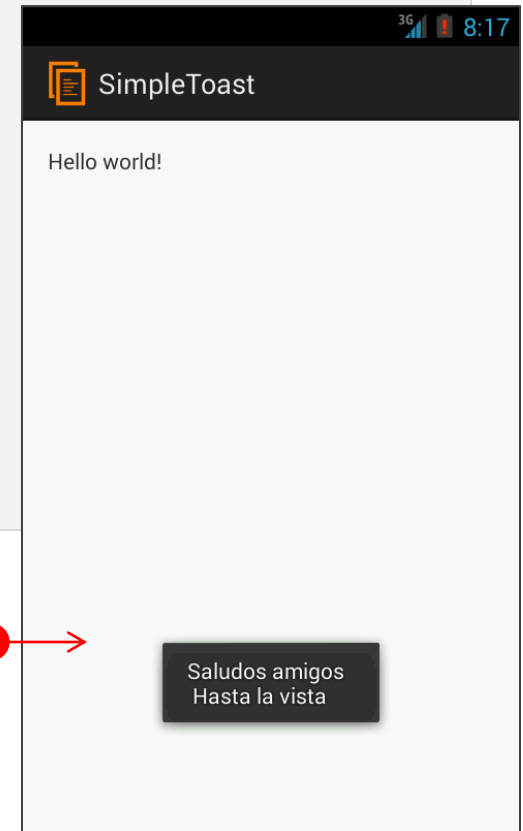 3G 8:17
SimpleToast
Hello world!
Saludos amigos
Hasta la vista